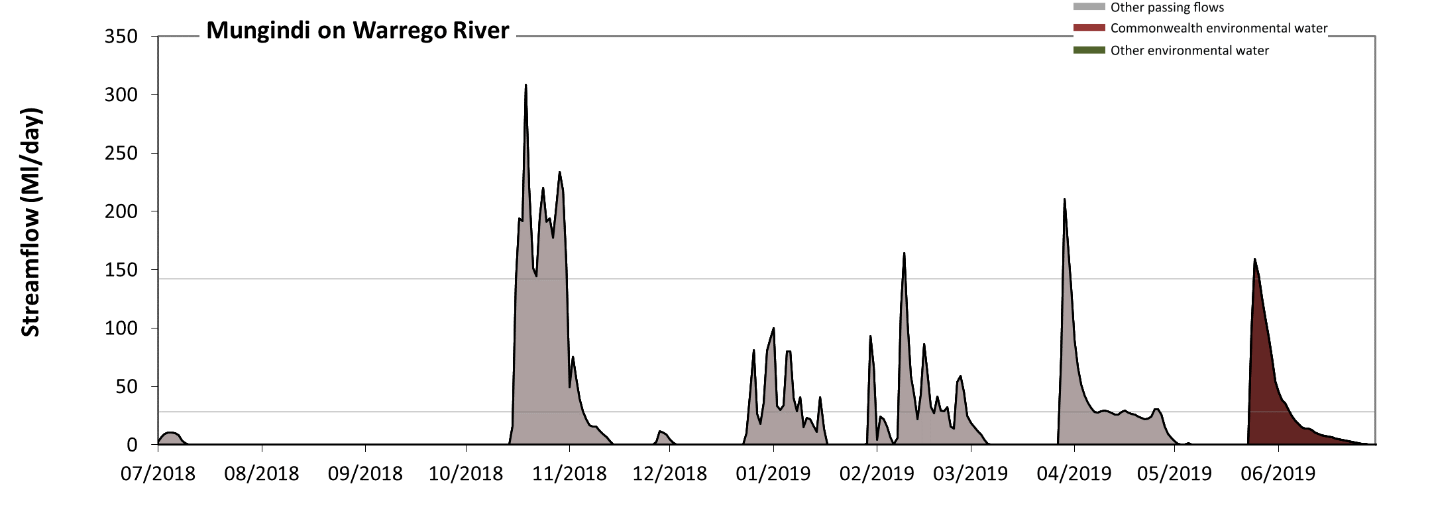 Other passing flows
Mungindi on Warrego River
Commonwealth environmental water
Other environmental water
350
300
250
200
150
100
50
0
Streamflow (Ml/day)
07/2018 08/2018 09/2018 10/2018 11/2018 12/2018 01/2019 02/2019 03/2019 04/2019 05/2019 06/2019